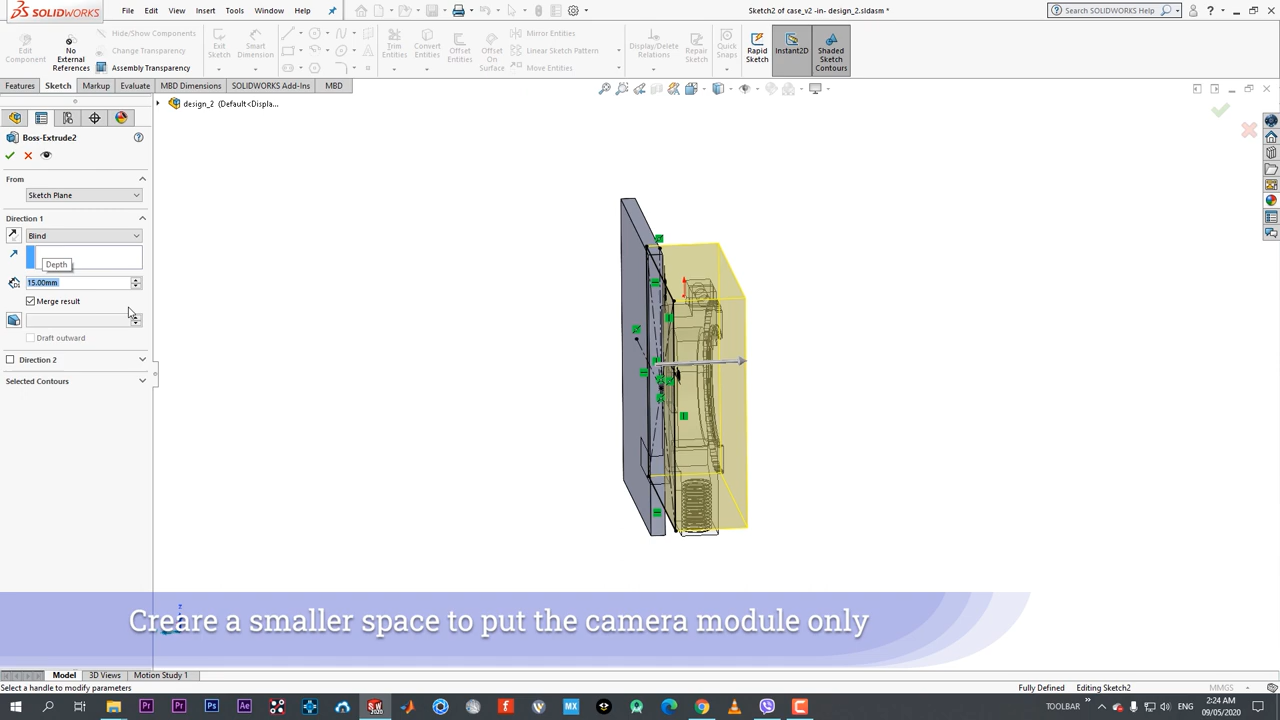 SOLIDWORKS
File Edit View Insert Tools Window Help
Sketch2 of case_v2 -in- design_2.sldasm *
Search SOLIDWORKS Help
Edit Component
No External References
Hide/Show Components
Change Transparency
Assembly Transparency
Exit Sketch
Smart Dimension
Trim Entities
Convert Entities
Offset Entities
Offset On Surface
Mirror Entities
Linear Sketch Pattern
Move Entities
Display/Delete Relations
Repair Sketch
Quick Snaps
Rapid Sketch
Instant2D
Shaded Sketch Contours
Features Sketch Markup Evaluate MBD Dimensions SOLIDWORKS Add-Ins MBD
design_2 (Default<Displa...
Boss-Extrude2
From
Sketch Plane
Direction 1
Blind
Depth
15.00mm
Merge result
Draft outward
Direction 2
Selected Contours
Creare a smaller space to put the camera module only
Model 3D Views Motion Study 1
Select a handle to modify parameters
Fully Defined Editing Sketch2 MMGS
TOOLBAR
ENG
2:24 AM
09/05/2020